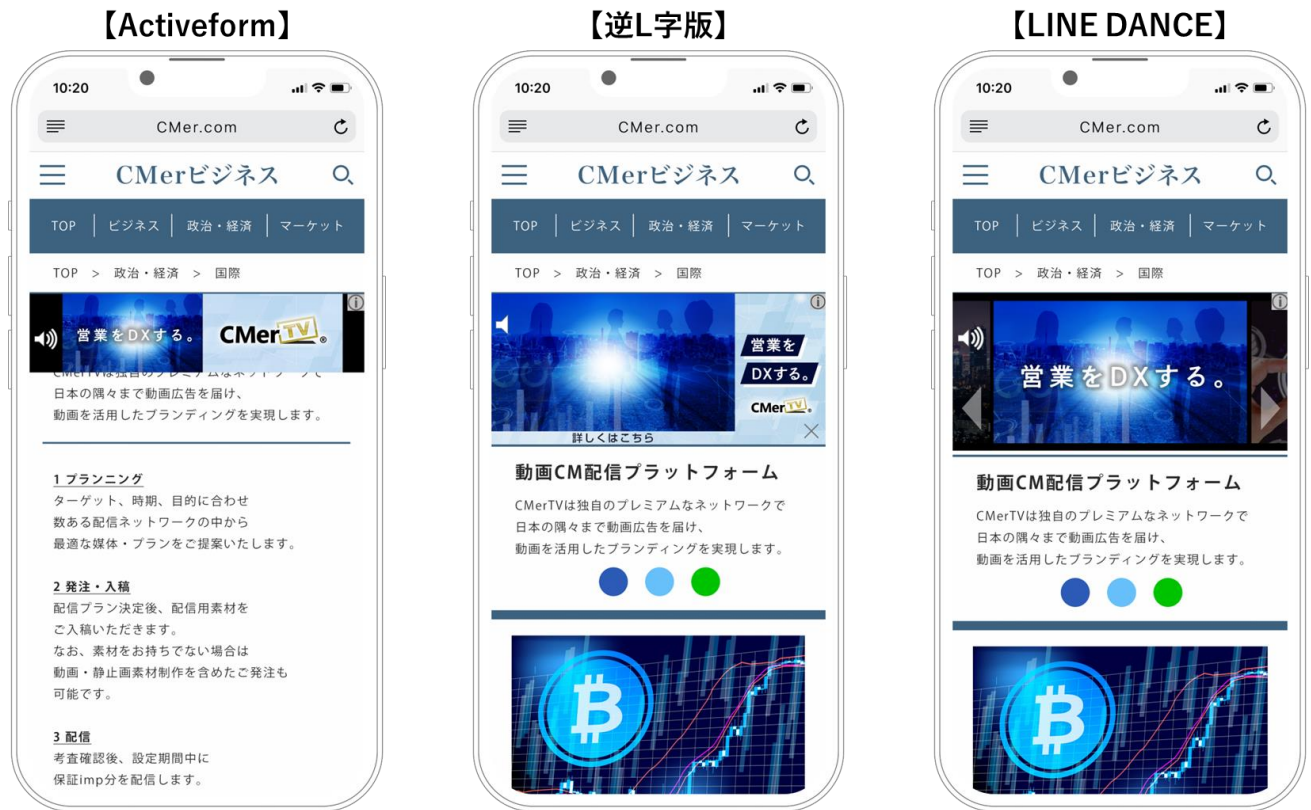 【Activeform】
10:20
CMer.com
CMerビジネス
TOP
ビジネス
政治・経済
マーケット
TOP > 政治・経済 > 国際
営業をDXする。
CMerTV®
CMerTVは独自のプレミアムなネットワークで
日本の隅々まで動画広告を届け、
動画を活用したブランディングを実現します。
1 プランニング
ターゲット、時期、目的に合わせ
数ある配信ネットワークの中から
最適な媒体・プランをご提案いたします。
2 発注・入稿
配信プラン決定後、配信用素材を
ご入稿いただきます。
なお、素材をお持ちでない場合は
動画・静止画素材制作を含めたご発注も
可能です。
3 配信
考査確認後、設定期間中に
保証imp分を配信します。
【逆L字版】
10:20
CMer.com
CMerビジネス
TOP
ビジネス
政治・経済
マーケット
TOP > 政治・経済 > 国際
営業を
DXする。
CMerTV®
詳しくはこちら
動画CM配信プラットフォーム
CMerTVは独自のプレミアムなネットワークで
日本の隅々まで動画広告を届け、
動画を活用したブランディングを実現します。
【LINE DANCE】
10:20
CMer.com
CMerビジネス
TOP
ビジネス
政治・経済
マーケット
TOP > 政治・経済 > 国際
営業をDXする。
動画CM配信プラットフォーム
CMerTVは独自のプレミアムなネットワークで
日本の隅々まで動画広告を届け、
動画を活用したブランディングを実現します。